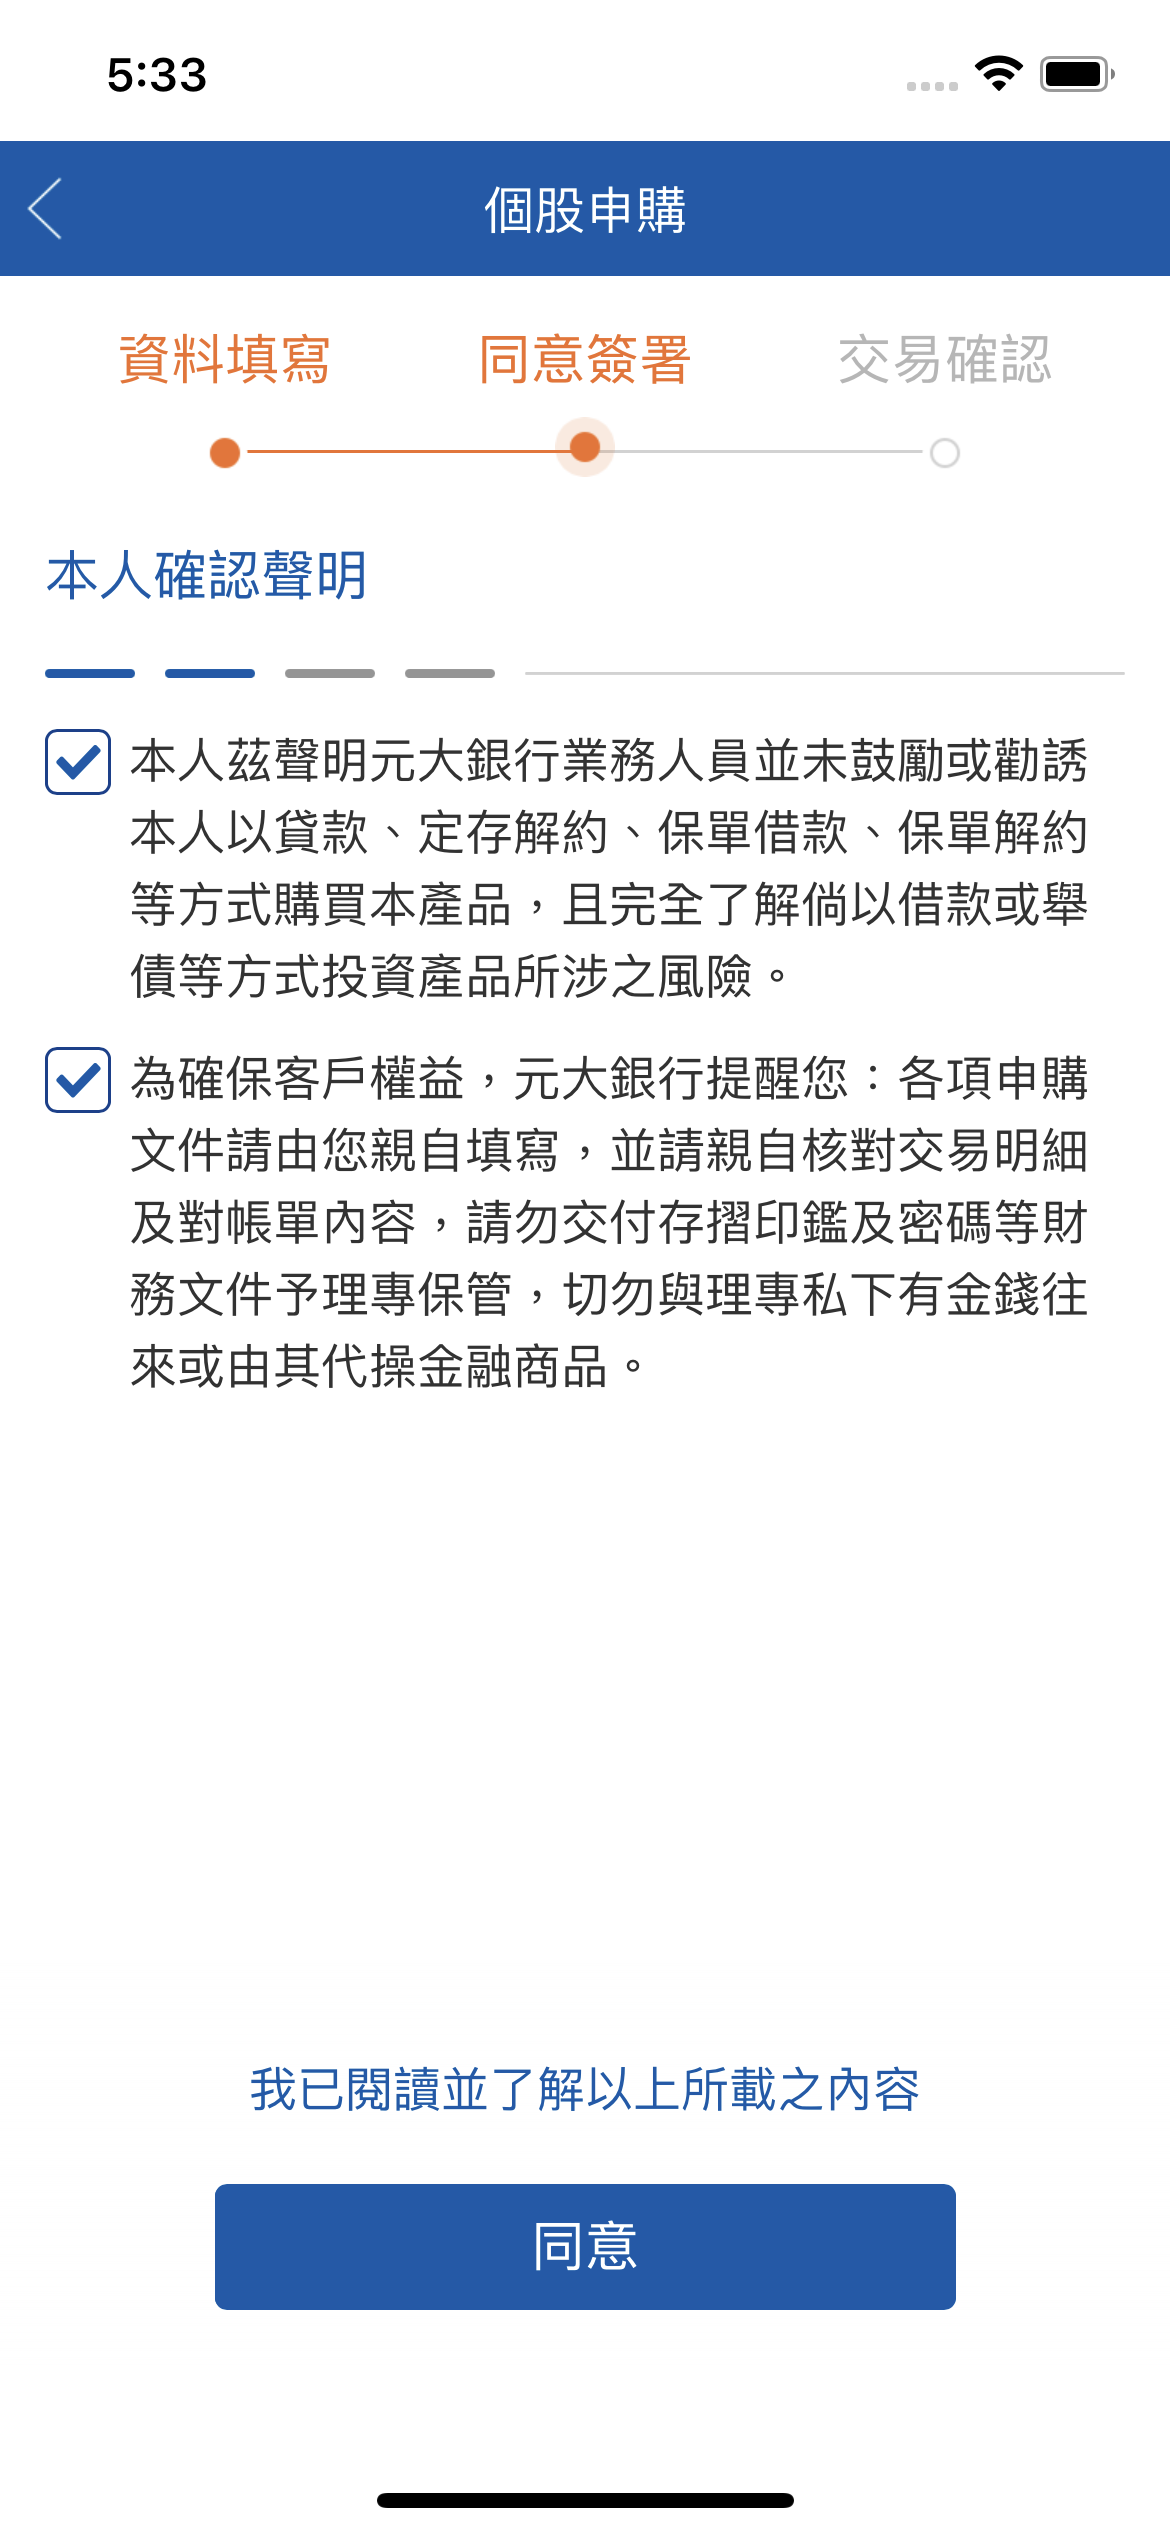 5:33
個股申購
資料填寫 同意簽署 交易確認
本人確認聲明
本人茲聲明元大銀行業務人員並未鼓勵或勸誘
本人以貸款、定存解約、保單借款、保單解約
等方式購買本產品，且完全了解倘以借款或舉
債等方式投資產品所涉之風險。
為確保客戶權益，元大銀行提醒您：各項申購
文件請由您親自填寫，並請親自核對交易明細
及對帳單內容，請勿交付存摺印鑑及密碼等財
務文件予理專保管，切勿與理專私下有金錢往
來或由其代操金融商品。
我已閱讀並了解以上所載之內容
同意